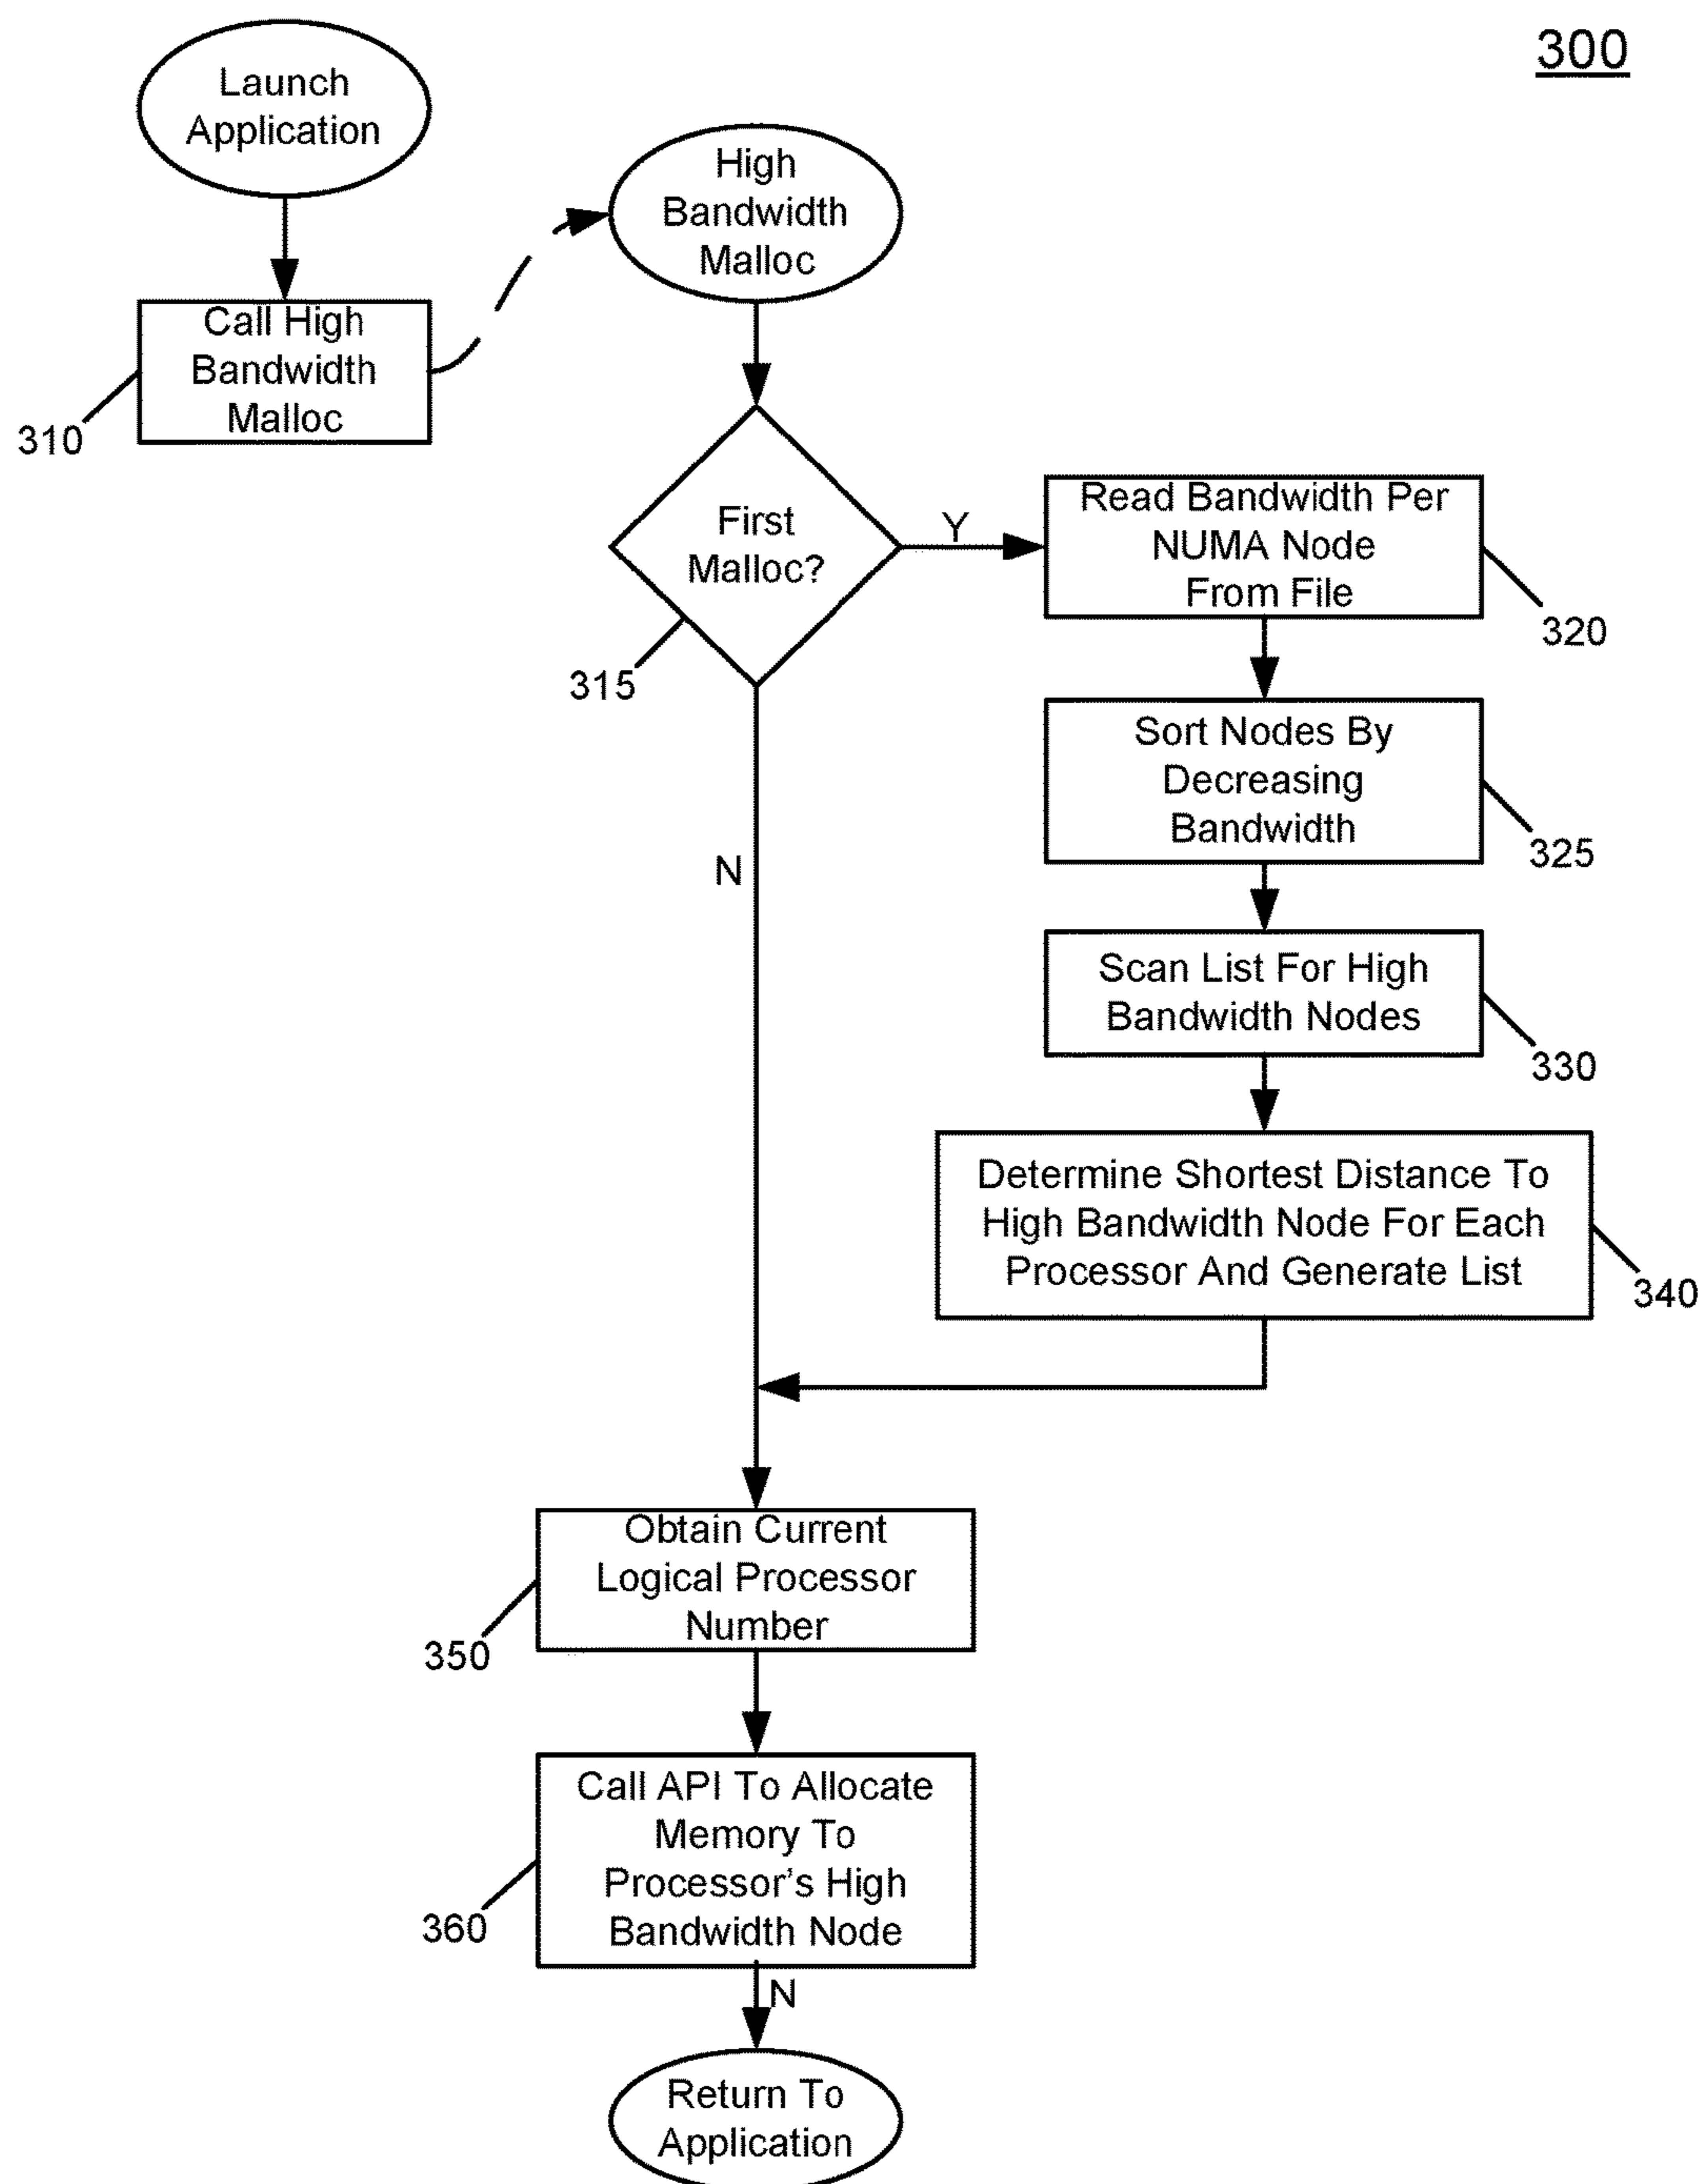 300
Launch
Application
High
Bandwidth
Malloc
Call High
Bandwidth
Malloc
310
First
Malloc?
Y
315
Read Bandwidth Per
NUMA Node
From File
320
Sort Nodes By
Decreasing
Bandwidth
325
N
Scan List For High
Bandwidth Nodes
330
Determine Shortest Distance To
High Bandwidth Node For Each
Processor And Generate List
340
Obtain Current
Logical Processor
Number
350
Call API To Allocate
Memory To
Processor's High
Bandwidth Node
360
N
Return To
Application